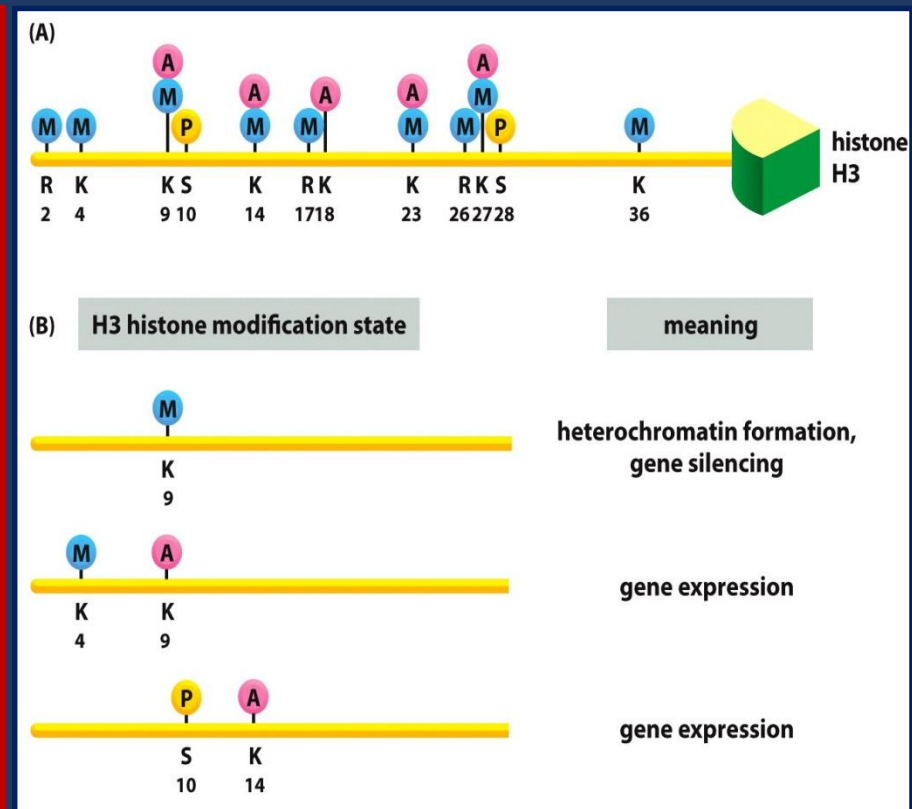 (A)
A A
A A A M
M M P M M M M P M
R K K S K R K K R K S K
2 4 9 10 14 17 18 23 26 27 28 36
histone
H3
(B) H3 histone modification state meaning
M
K
9
heterochromatin formation,
gene silencing
M A
K K
4 9
gene expression
P A
S K
10 14
gene expression